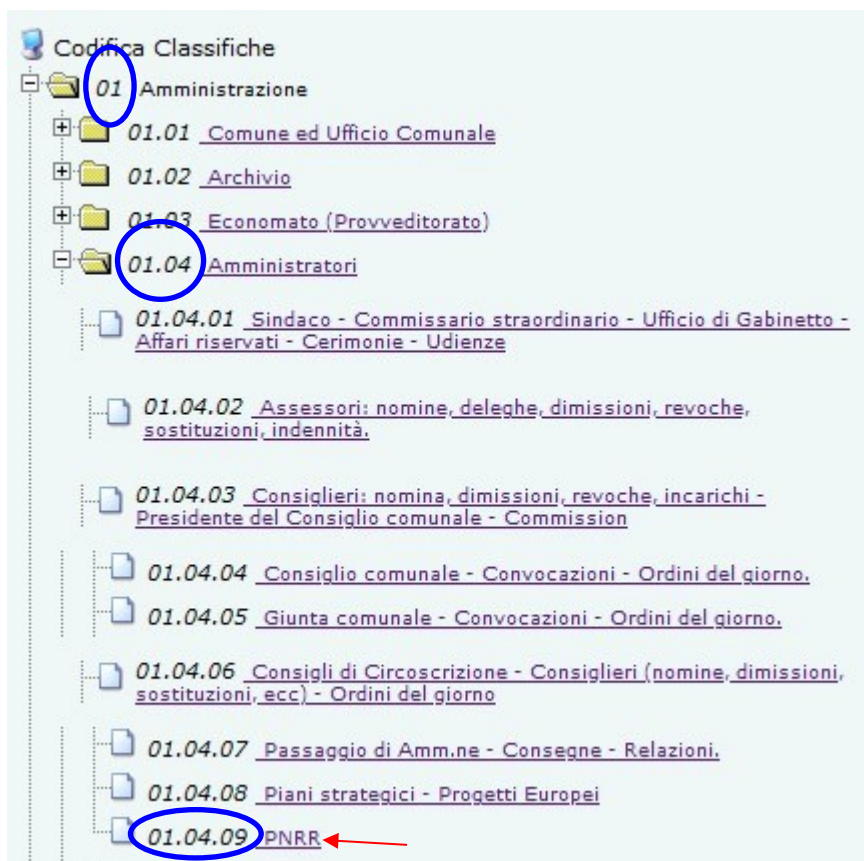 Codifica Classifiche
01 Amministrazione
01.01 Comune ed Ufficio Comunale
01.02 Archivio
01.03 Economato (Provveditorato)
01.04 Amministratori
01.04.01 Sindaco - Commissario straordinario - Ufficio di Gabinetto -
Affari riservati - Cerimonie - Udienze
01.04.02 Assessori: nomine, deleghe, dimissioni, revoche,
sostituzioni, indennità.
01.04.03 Consiglieri: nomina, dimissioni, revoche, incarichi -
Presidente del Consiglio comunale - Commission
01.04.04 Consiglio comunale - Convocazioni - Ordini del giorno.
01.04.05 Giunta comunale - Convocazioni - Ordini del giorno.
01.04.06 Consigli di Circoscrizione - Consiglieri (nomine, dimissioni,
sostituzioni, ecc) - Ordini del giorno
01.04.07 Passaggio di Amm.ne - Consegne - Relazioni.
01.04.08 Piani strategici - Progetti Europei
01.04.09 PNRR